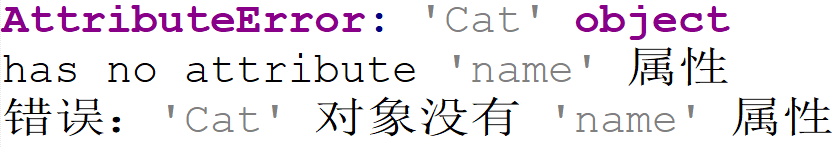 AttributeError: 'Cat' object
has no attribute 'name' 属性
错误：'Cat' 对象没有 'name' 属性